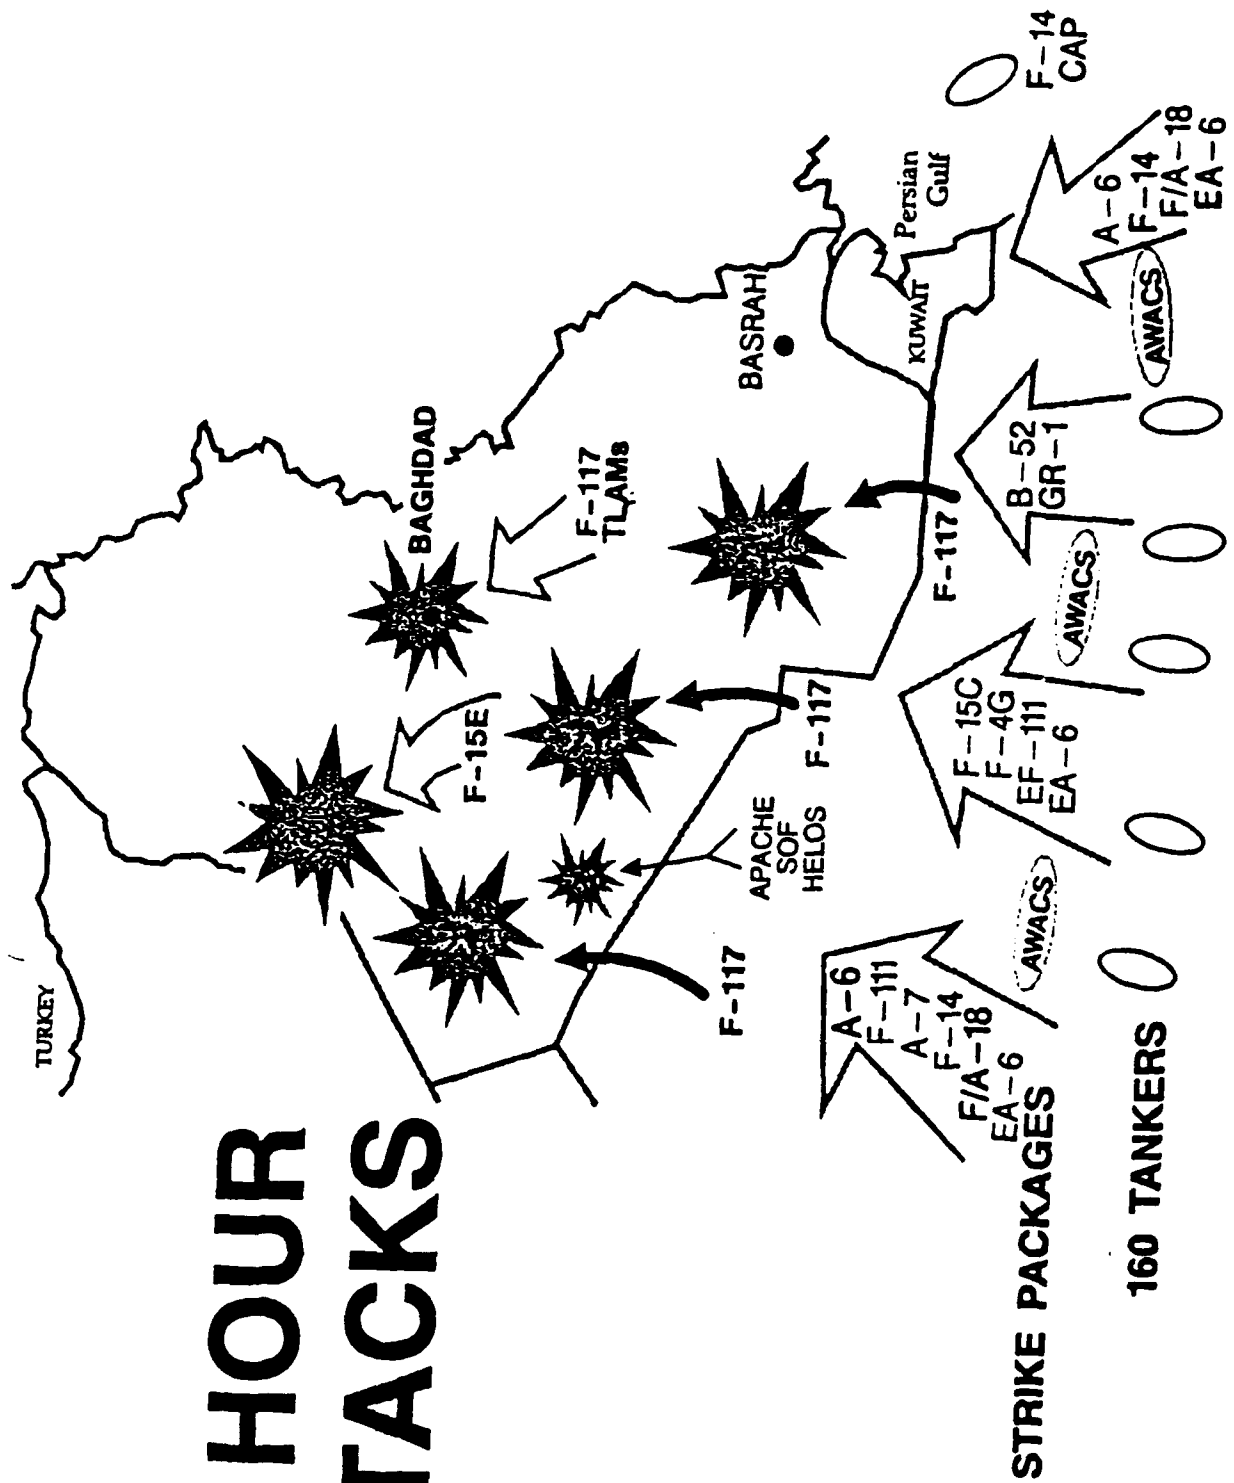 HOUR
TACKS
TURKEY
BAGHDAD
F-15E
F-117
TLAMs
BASRAH
Persian
Gulf
KUWAIT
F-117
APACHE
SOF
HELOS
F-117
F-117
F-14
CAP
A-6
F-111
A-7
F-14
F/A-18
EA-6
F-15C
F-4G
EF-111
EA-6
B-52
GR-1
A-6
F-14
F/A-18
EA-6
AWACS
AWACS
AWACS
STRIKE PACKAGES
160 TANKERS